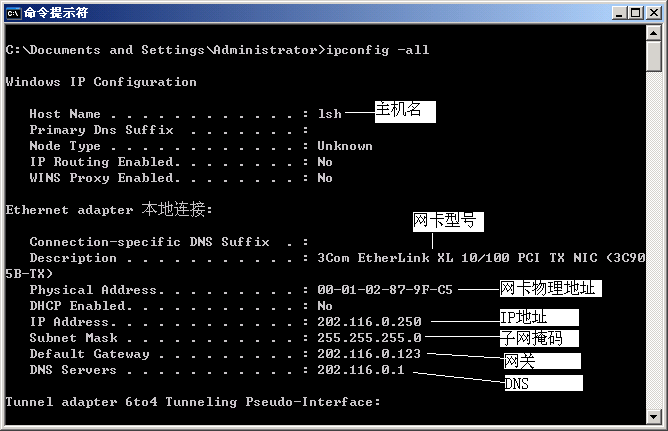 命令提示符
C:\Documents and Settings\Administrator>ipconfig -all
Windows IP Configuration
Host Name . . . . . . . . . . . . : lsh 主机名
Primary Dns Suffix  . . . . . . . :
Node Type . . . . . . . . . . . . : Unknown
IP Routing Enabled. . . . . . . . : No
WINS Proxy Enabled. . . . . . . . : No
Ethernet adapter 本地连接:
网卡型号
Connection-specific DNS Suffix  . :
Description . . . . . . . . . . . : 3Com EtherLink XL 10/100 PCI TX NIC (3C90
5B-TX)
Physical Address. . . . . . . . . : 00-01-02-87-9F-C5 网卡物理地址
DHCP Enabled. . . . . . . . . . . : No
IP Address. . . . . . . . . . . . : 202.116.0.250 IP地址
Subnet Mask . . . . . . . . . . . : 255.255.255.0 子网掩码
Default Gateway . . . . . . . . . : 202.116.0.123 网关
DNS Servers . . . . . . . . . . . : 202.116.0.1 DNS
Tunnel adapter 6to4 Tunneling Pseudo-Interface: